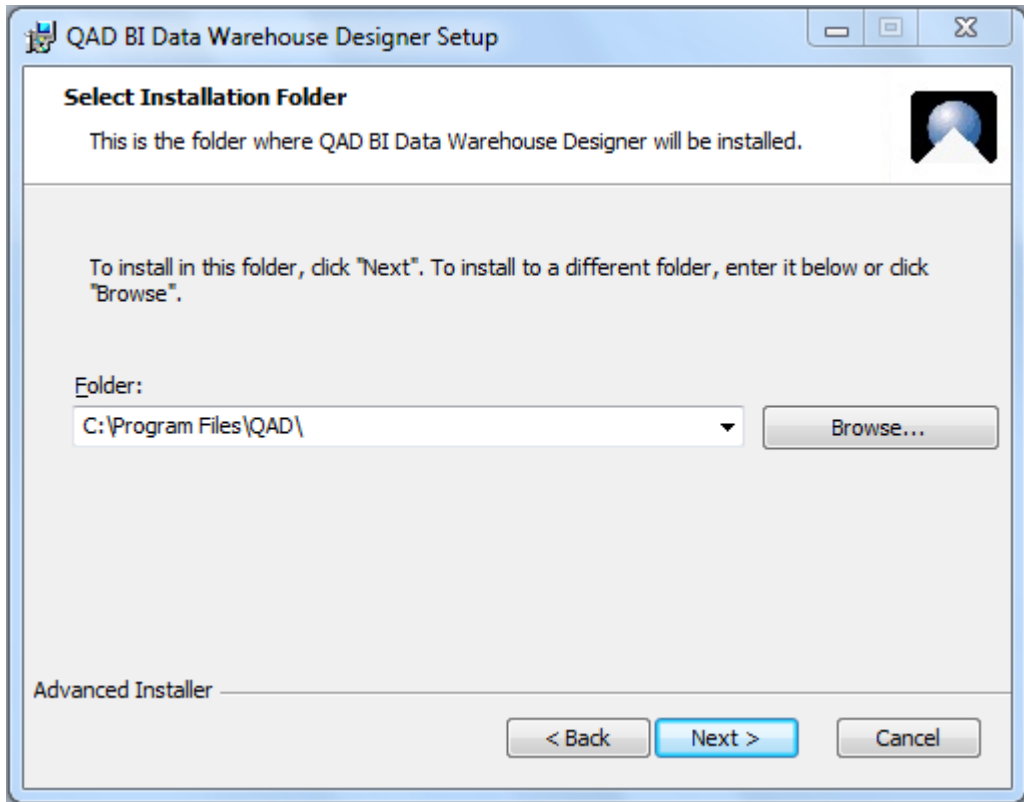 QAD BI Data Warehouse Designer Setup
Select Installation Folder
This is the folder where QAD BI Data Warehouse Designer will be installed.
To install in this folder, click "Next". To install to a different folder, enter it below or click
"Browse".
Folder:
C:\Program Files\QAD\
Browse...
Advanced Installer
< Back
Next >
Cancel